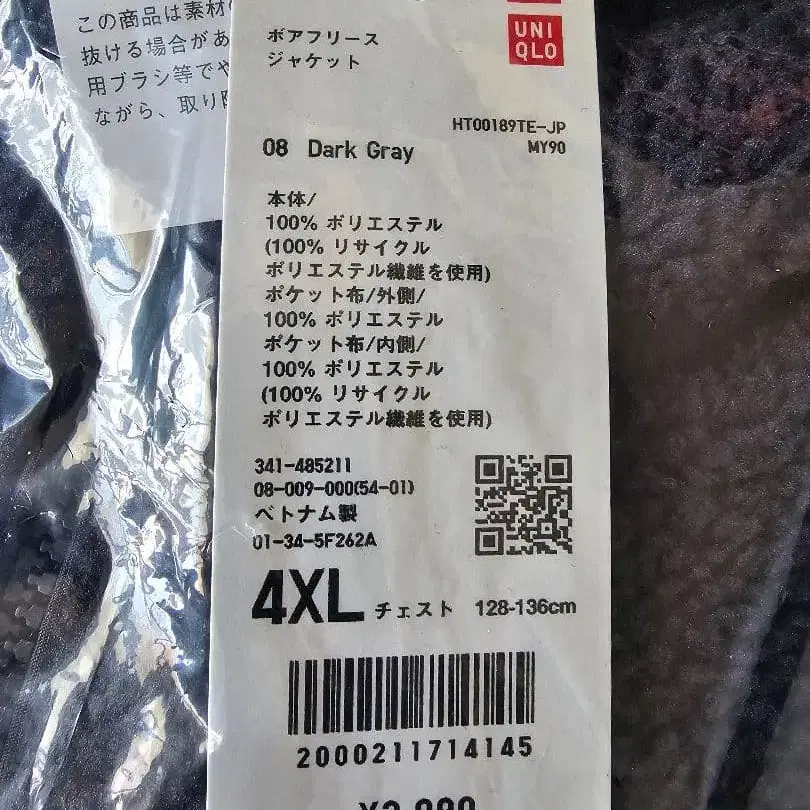 この商品は素材
抜ける場合があ
用ブラシ等でや
ながら、取り
UNI
QLO
ボアフリース
ジャケット
HT00189TE-JP
MY90
08 Dark Gray
本体/
100% ポリエステル
(100% リサイクル
ポリエステル繊維を使用)
ポケット布/外側/
100% ポリエステル
ポケット布/内側/
100% ポリエステル
(100% リサイクル
ポリエステル繊維を使用)
341-485211
08-009-000(54-01)
ベトナム製
01-34-5F262A
4XL チェスト 128-136cm
2000211714145